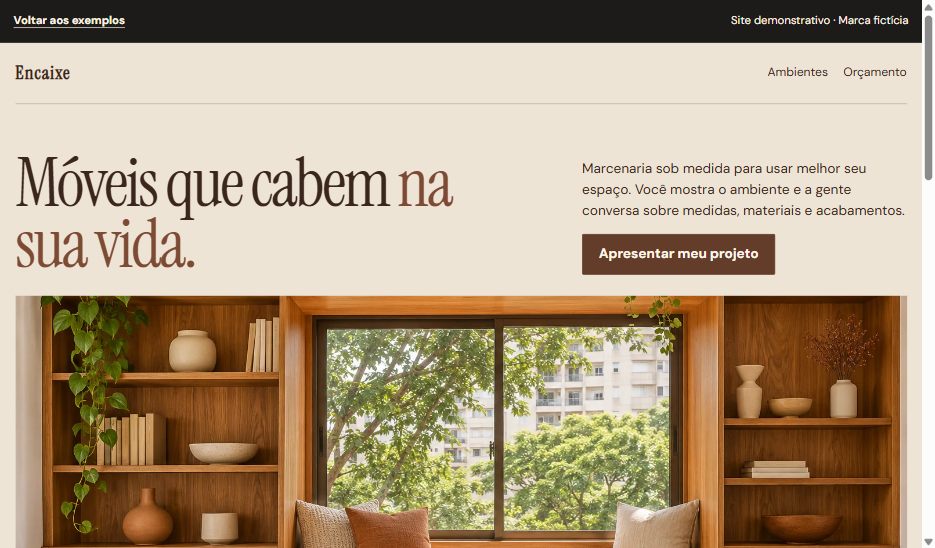 Voltar aos exemplos
Site demonstrativo · Marca fictícia
Encaixe
Ambientes
Orçamento
Móveis que cabem na
sua vida.
Marcenaria sob medida para usar melhor seu
espaço. Você mostra o ambiente e a gente
conversa sobre medidas, materiais e acabamentos.
Apresentar meu projeto